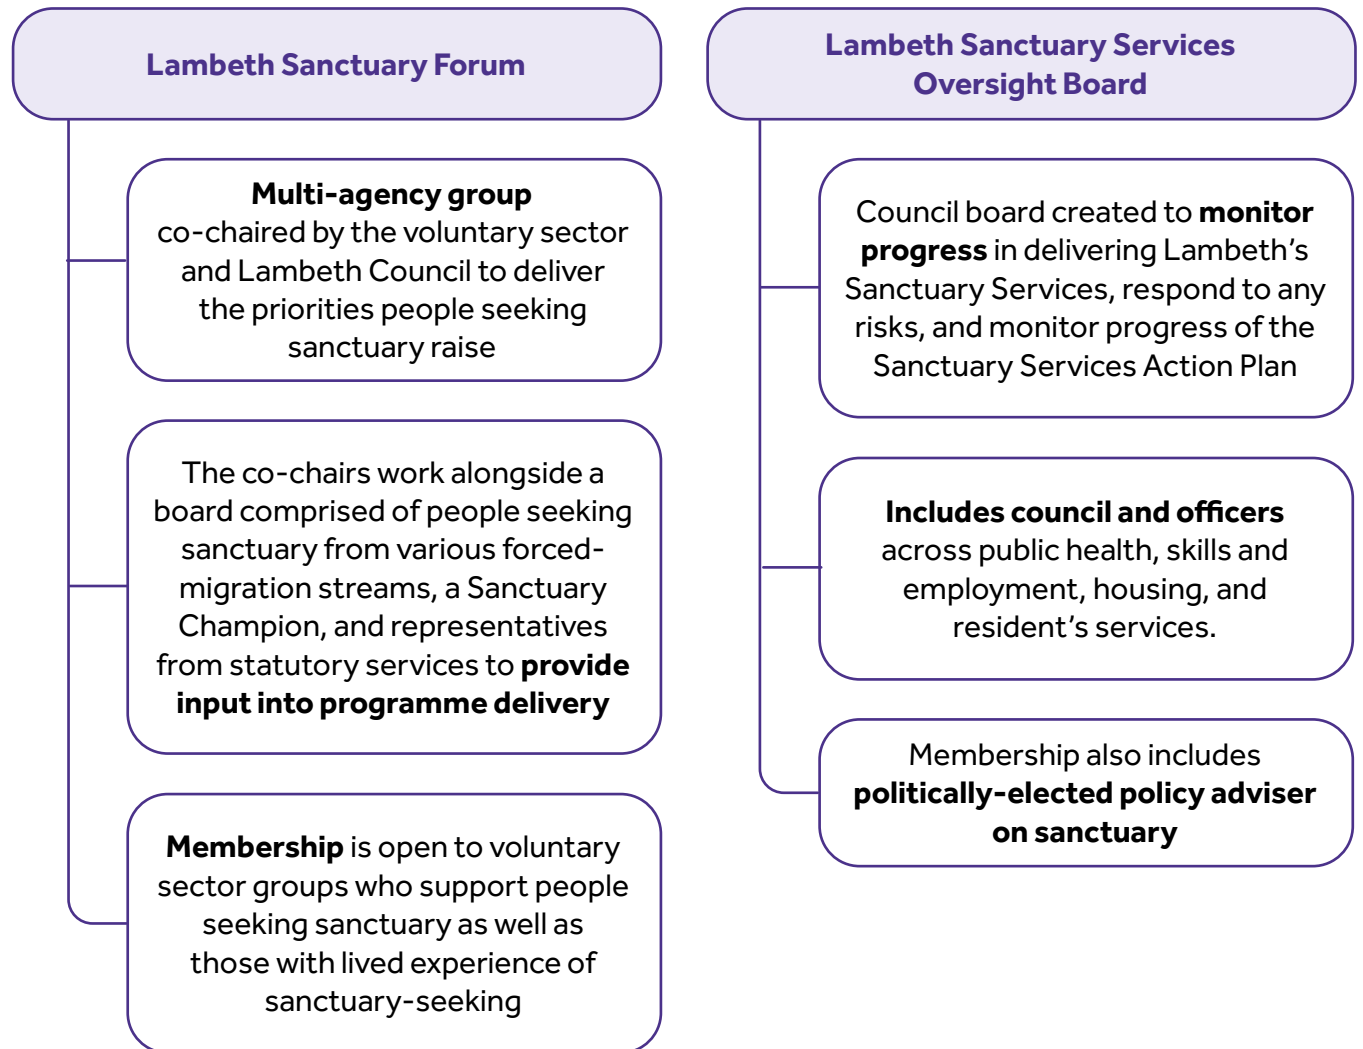 Lambeth Sanctuary Forum
Multi-agency group
co-chaired by the voluntary sector
and Lambeth Council to deliver
the priorities people seeking
sanctuary raise
The co-chairs work alongside a
board comprised of people seeking
sanctuary from various forced-
migration streams, a Sanctuary
Champion, and representatives
from statutory services to provide
input into programme delivery
Membership is open to voluntary
sector groups who support people
seeking sanctuary as well as
those with lived experience of
sanctuary-seeking
Lambeth Sanctuary Services
Oversight Board
Council board created to monitor
progress in delivering Lambeth’s
Sanctuary Services, respond to any
risks, and monitor progress of the
Sanctuary Services Action Plan
Includes council and officers
across public health, skills and
employment, housing, and
resident’s services.
Membership also includes
politically-elected policy adviser
on sanctuary